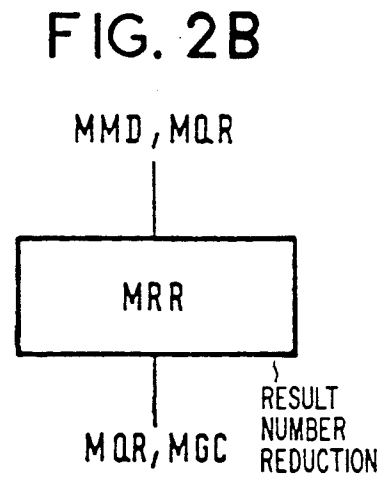 FIG. 2B
MMD, MQR
MRR
MQR, MGC
RESULT
NUMBER
REDUCTION